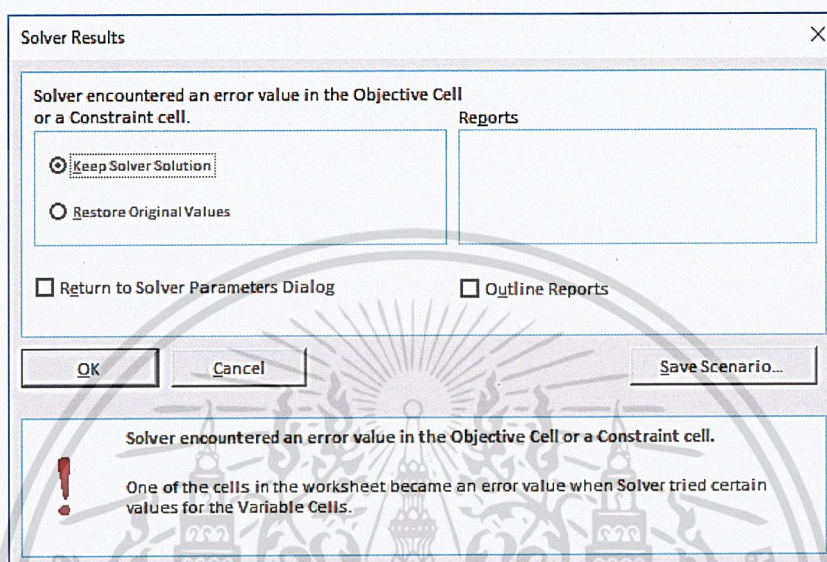 Solver Results
Solver encountered an error value in the Objective Cell
or a Constraint cell.
Reports
Keep Solver Solution
Restore Original Values
Return to Solver Parameters Dialog
Outline Reports
OK
Cancel
Save Scenario...
Solver encountered an error value in the Objective Cell or a Constraint cell.
One of the cells in the worksheet became an error value when Solver tried certain
values for the Variable Cells.